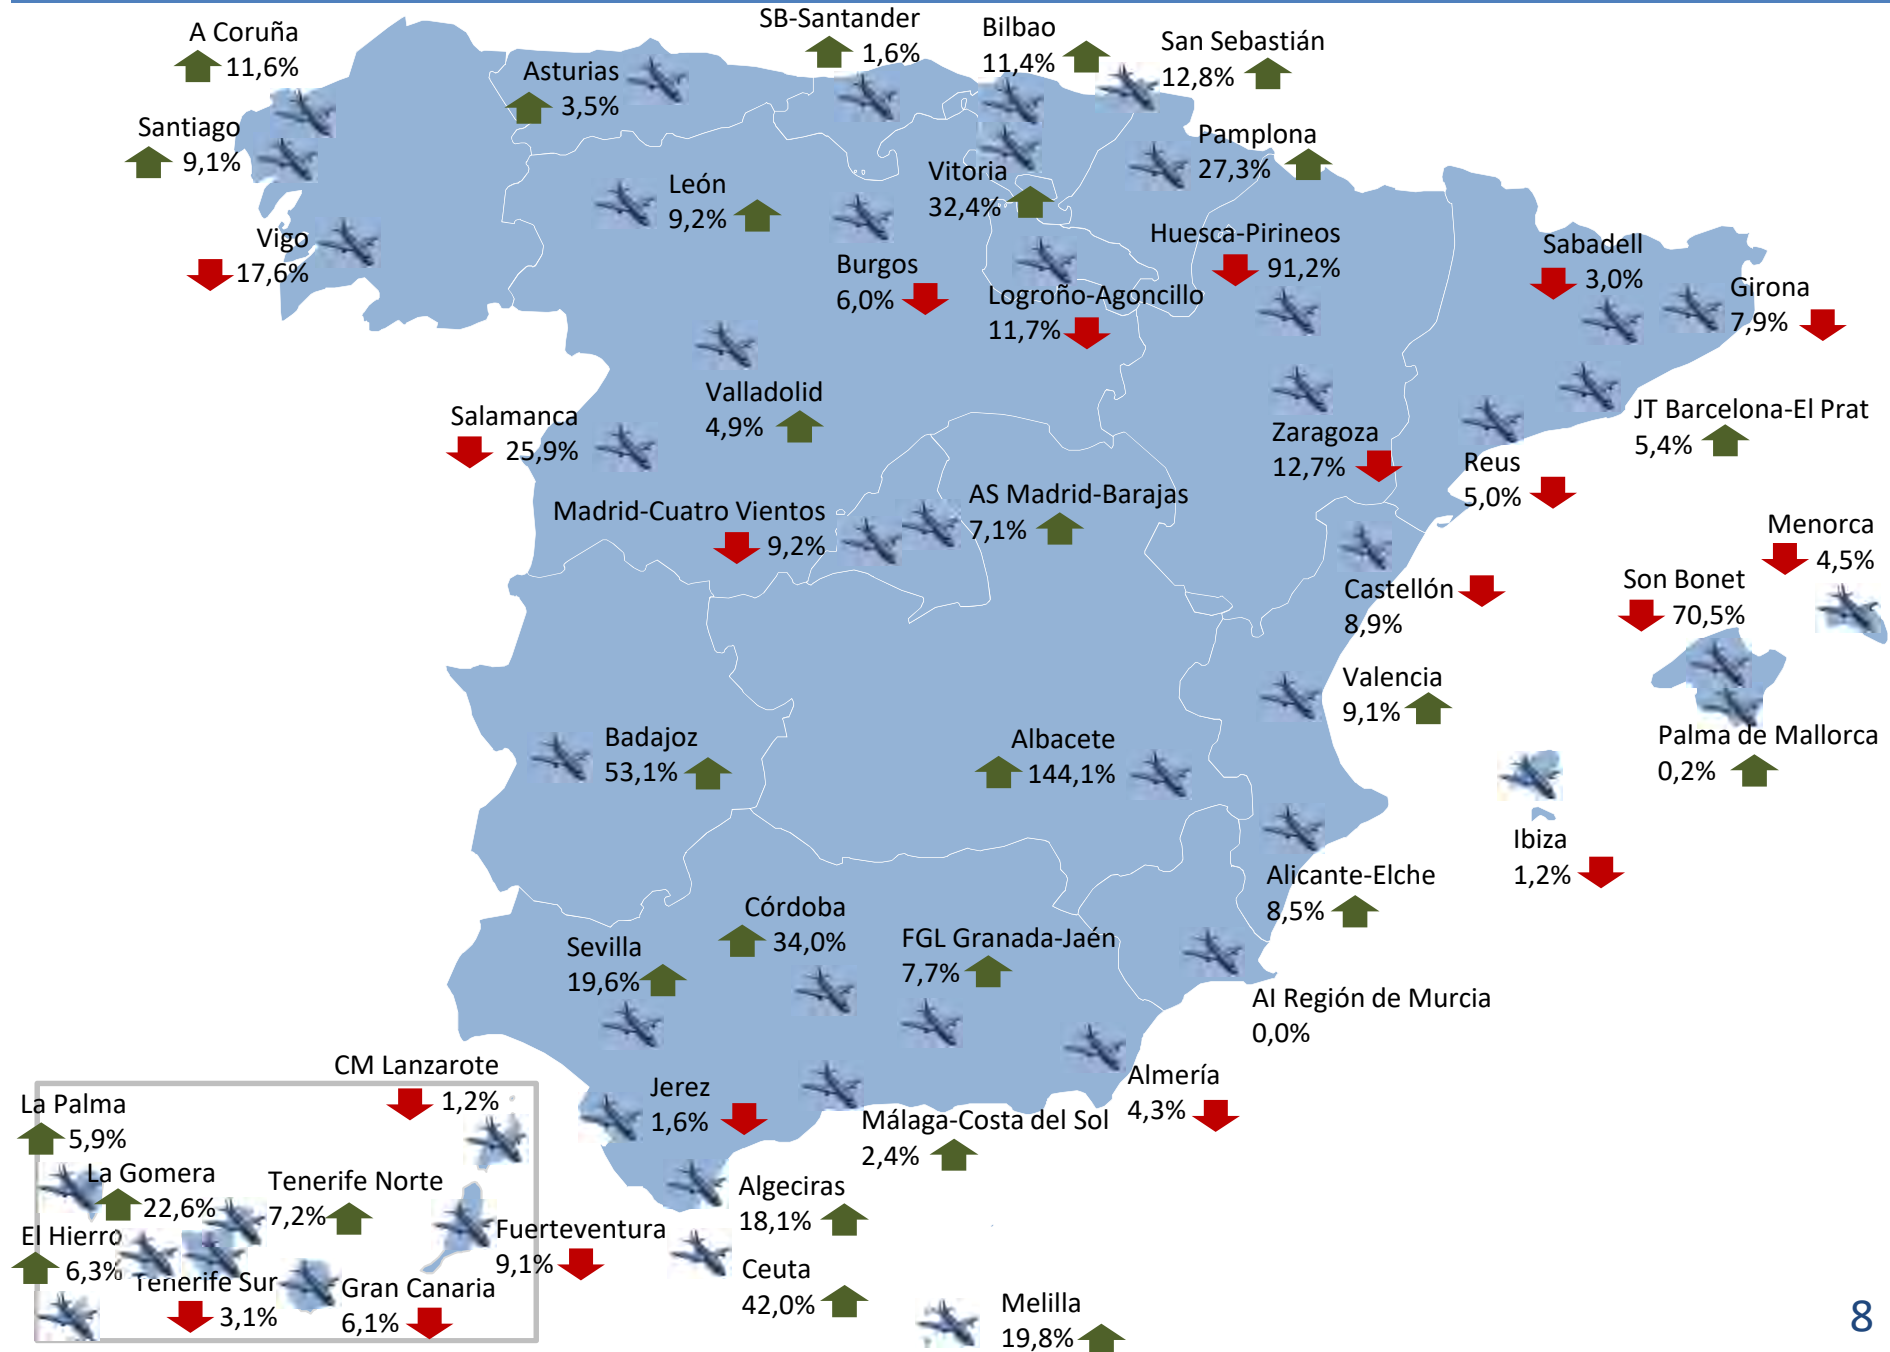 A Coruña
11,6%
SB-Santander
1,6%
Bilbao
11,4%
San Sebastián
12,8%
Asturias
3,5%
Santiago
9,1%
Pamplona
27,3%
Vitoria
32,4%
León
9,2%
Vigo
17,6%
Burgos
6,0%
Logroño-Agoncillo
11,7%
Huesca-Pirineos
91,2%
Sabadell
3,0%
Girona
7,9%
Valladolid
4,9%
Salamanca
25,9%
Zaragoza
12,7%
JT Barcelona-El Prat
5,4%
Reus
5,0%
Madrid-Cuatro Vientos
9,2%
AS Madrid-Barajas
7,1%
Menorca
4,5%
Son Bonet
70,5%
Castellón
8,9%
Valencia
9,1%
Palma de Mallorca
0,2%
Badajoz
53,1%
Albacete
144,1%
Ibiza
1,2%
Alicante-Elche
8,5%
Córdoba
34,0%
Sevilla
19,6%
FGL Granada-Jaén
7,7%
AI Región de Murcia
0,0%
CM Lanzarote
1,2%
Jerez
1,6%
Almería
4,3%
Málaga-Costa del Sol
2,4%
La Palma
5,9%
La Gomera
22,6%
Tenerife Norte
7,2%
Algeciras
18,1%
El Hierro
6,3%
Fuerteventura
9,1%
Tenerife Sur
3,1%
Gran Canaria
6,1%
Ceuta
42,0%
Melilla
19,8%
8